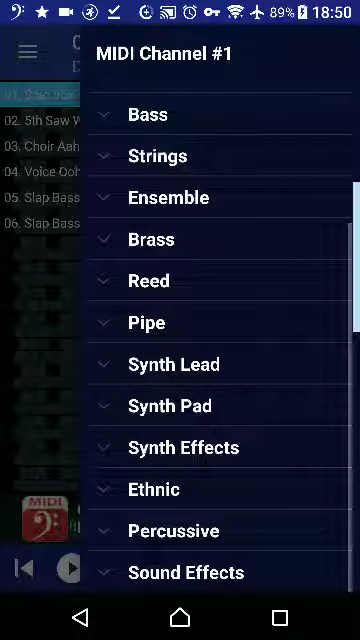 89% 18:50
MIDI Channel #1
Bass
Strings
Ensemble
Brass
Reed
Pipe
Synth Lead
Synth Pad
Synth Effects
Ethnic
Percussive
Sound Effects
02. 5th Saw W
03. Choir Aah
04. Voice Ooh
05. Slap Bass
06. Slap Bass
MIDI